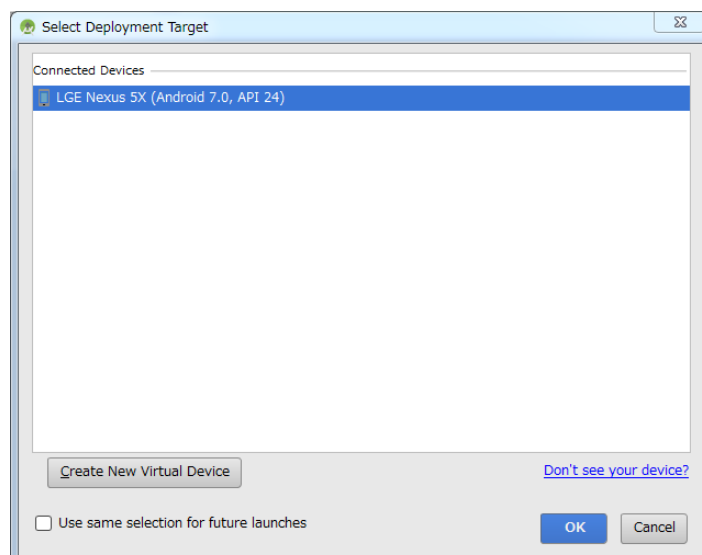 Select Deployment Target
Connected Devices
LGE Nexus 5X (Android 7.0, API 24)
Create New Virtual Device
Don't see your device?
Use same selection for future launches
OK
Cancel